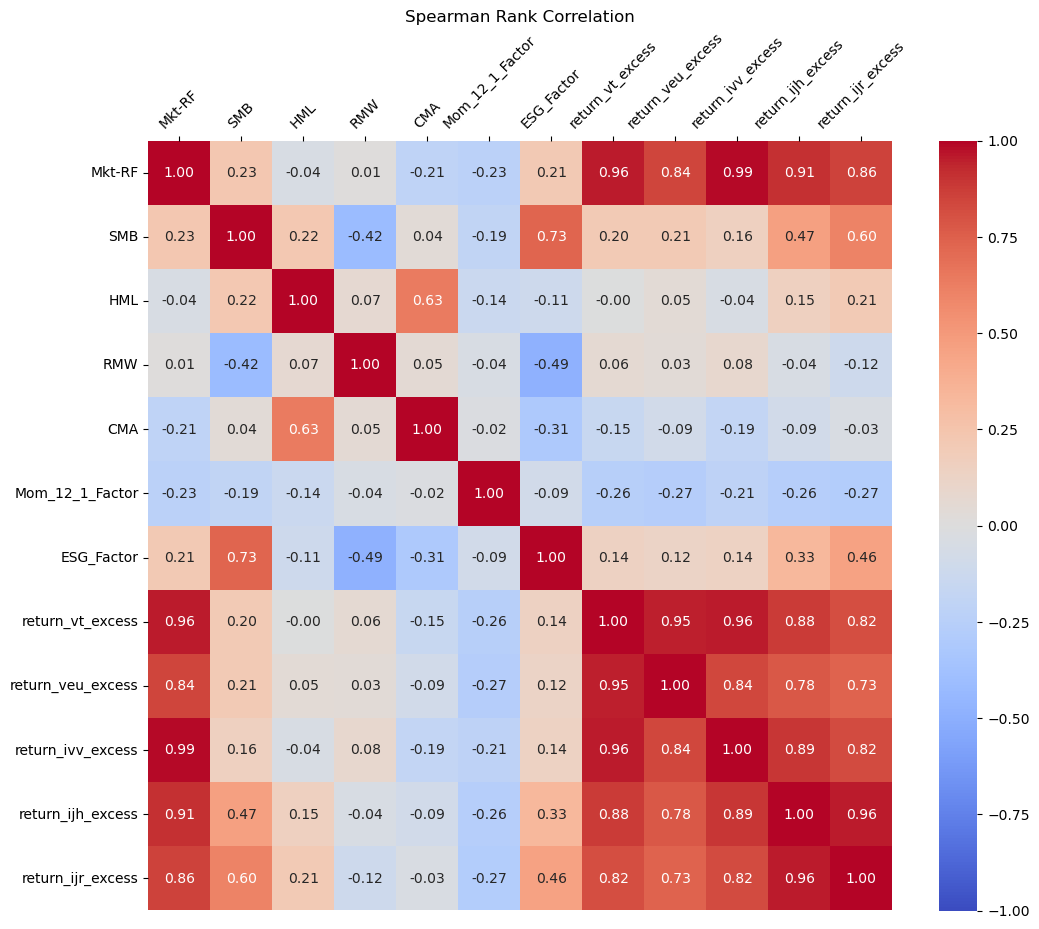 Spearman Rank Correlation
Mkt-RF SMB HML RMW CMA Mom_12_1_Factor ESG_Factor return_vt_excess return_veu_excess return_ivv_excess return_ijh_excess return_ijr_excess
Mkt-RF 1.00 0.23 -0.04 0.01 -0.21 -0.23 0.21 0.96 0.84 0.99 0.91 0.86
SMB 0.23 1.00 0.22 -0.42 0.04 -0.19 0.73 0.20 0.21 0.16 0.47 0.60
HML -0.04 0.22 1.00 0.07 0.63 -0.14 -0.11 -0.00 0.05 -0.04 0.15 0.21
RMW 0.01 -0.42 0.07 1.00 0.05 -0.04 -0.49 0.06 0.03 0.08 -0.04 -0.12
CMA -0.21 0.04 0.63 0.05 1.00 -0.02 -0.31 -0.15 -0.09 -0.19 -0.09 -0.03
Mom_12_1_Factor -0.23 -0.19 -0.14 -0.04 -0.02 1.00 -0.09 -0.26 -0.27 -0.21 -0.26 -0.27
ESG_Factor 0.21 0.73 -0.11 -0.49 -0.31 -0.09 1.00 0.14 0.12 0.14 0.33 0.46
return_vt_excess 0.96 0.20 -0.00 0.06 -0.15 -0.26 0.14 1.00 0.95 0.96 0.88 0.82
return_veu_excess 0.84 0.21 0.05 0.03 -0.09 -0.27 0.12 0.95 1.00 0.84 0.78 0.73
return_ivv_excess 0.99 0.16 -0.04 0.08 -0.19 -0.21 0.14 0.96 0.84 1.00 0.89 0.82
return_ijh_excess 0.91 0.47 0.15 -0.04 -0.09 -0.26 0.33 0.88 0.78 0.89 1.00 0.96
return_ijr_excess 0.86 0.60 0.21 -0.12 -0.03 -0.27 0.46 0.82 0.73 0.82 0.96 1.00
1.00
0.75
0.50
0.25
0.00
−0.25
−0.50
−0.75
−1.00